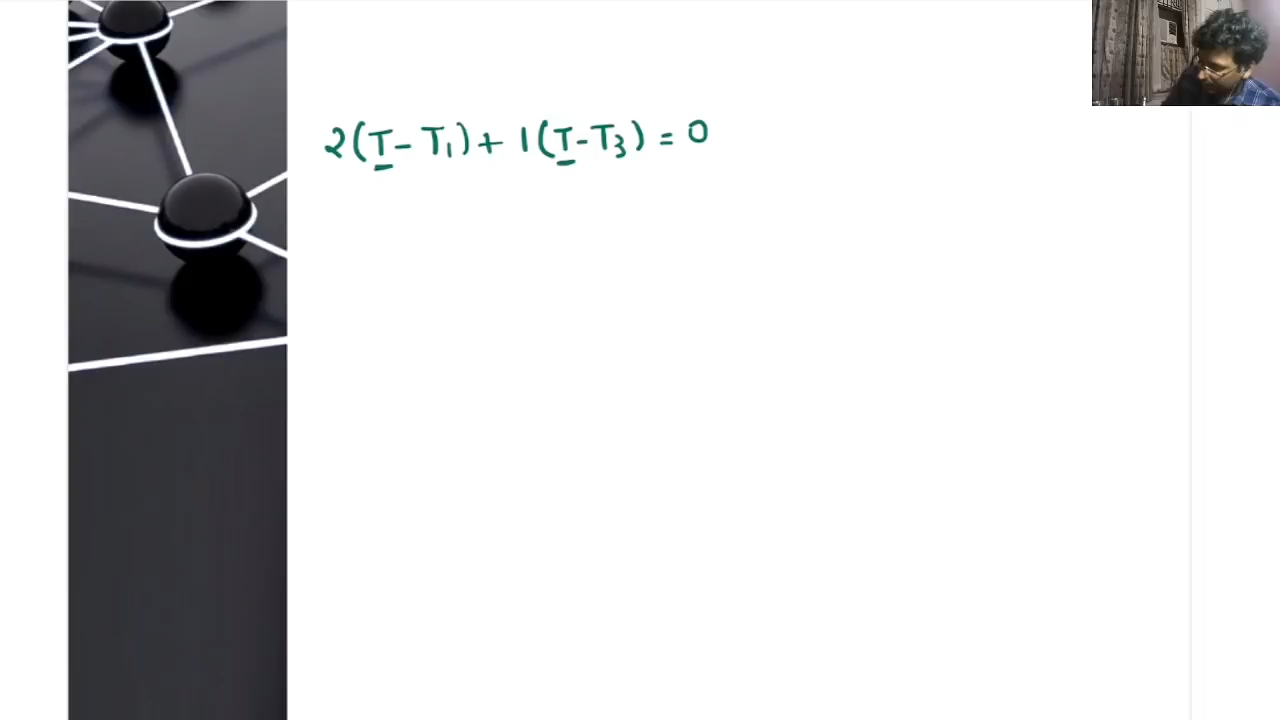 2(T-T₁)+ 1(T-T₃) = 0